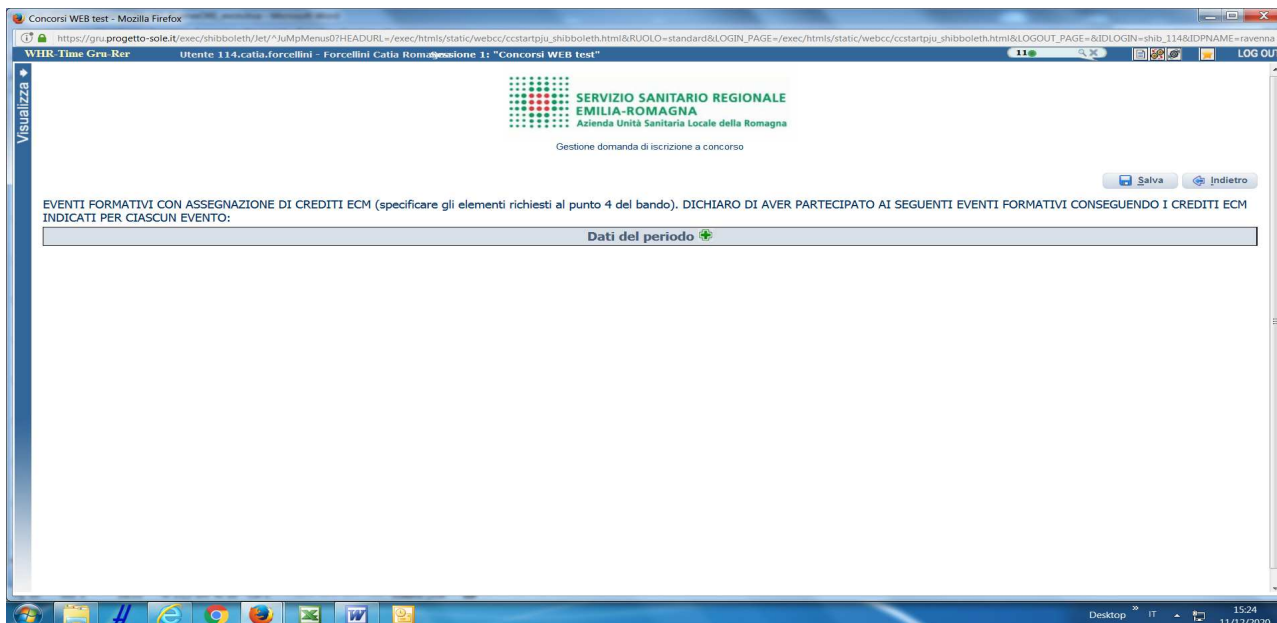 Concorsi WEB test - Mozilla Firefox
https://gru.progetto-sole.it/exec/shibboleth/Jet/^JuMpMenus0?HEADURL=/exec/htmls/static/webcc/ccstartpju_shibboleth.html&RUOLO=standard&LOGIN_PAGE=/exec/htmls/static/webcc/ccstartpju_shibboleth.html&LOGOUT_PAGE=&IDLOGIN=shib_114&IDPNAME=ravenna
WHR-Time Gru-Rer Utente 114.catia.forcellini - Forcellini Catia 1: "Concorsi WEB test" 11 LOG OUT
Visualizza
SERVIZIO SANITARIO REGIONALE
EMILIA-ROMAGNA
Azienda Unità Sanitaria Locale della Romagna
Gestione domanda di iscrizione a concorso
Salva Indietro
EVENTI FORMATIVI CON ASSEGNAZIONE DI CREDITI ECM (specificare gli elementi richiesti al punto 4 del bando). DICHIARO DI AVER PARTECIPATO AI SEGUENTI EVENTI FORMATIVI CONSEGUENDO I CREDITI ECM
INDICATI PER CIASCUN EVENTO:
Dati del periodo
Desktop » IT 15:24
11/12/2020